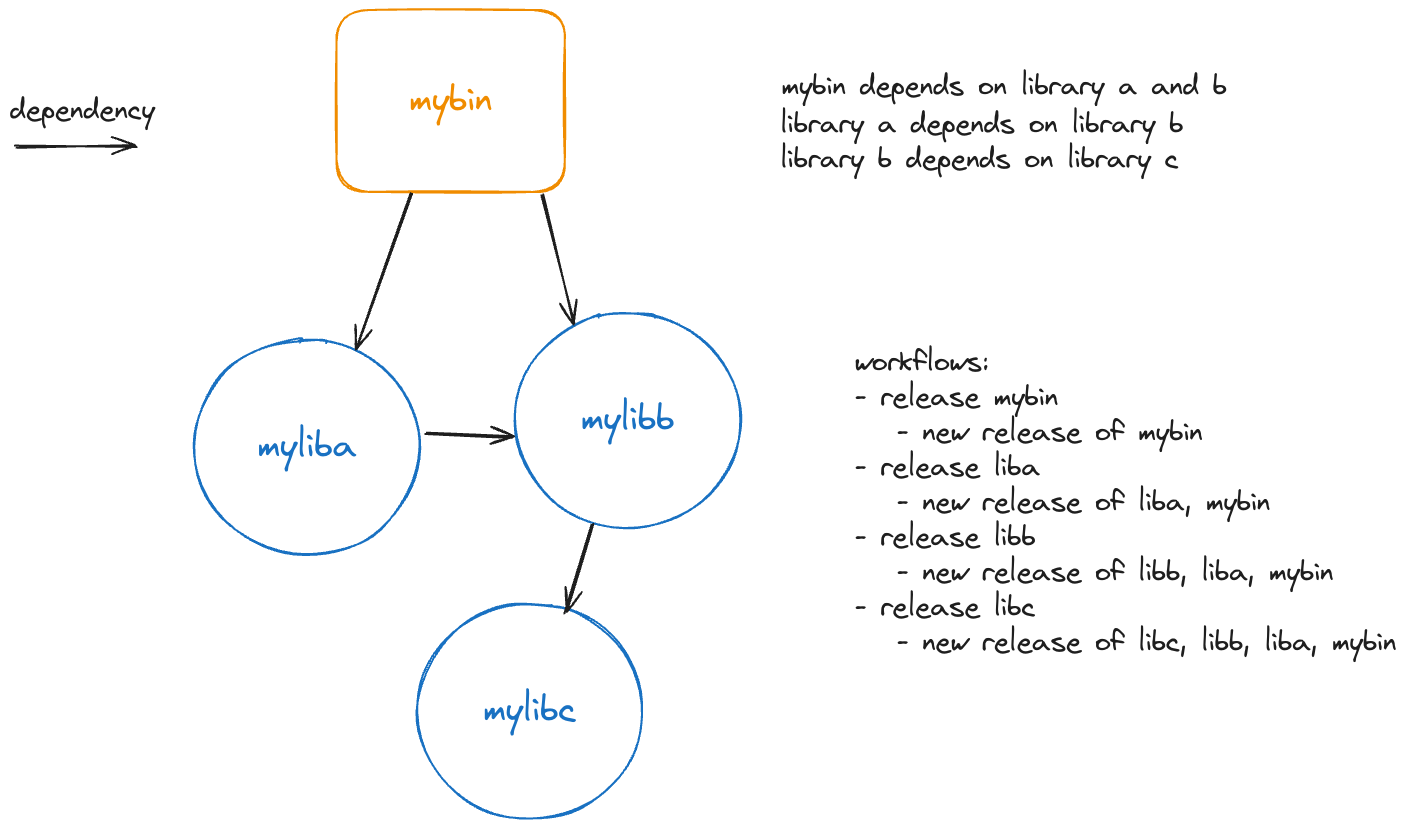 dependency
mybin
mybin depends on library a and b
library a depends on library b
library b depends on library c
myliba
mylibb
mylibc
workflows:
- release mybin
- new release of mybin
- release liba
- new release of liba, mybin
- release libb
- new release of libb, liba, mybin
- release libc
- new release of libc, libb, liba, mybin